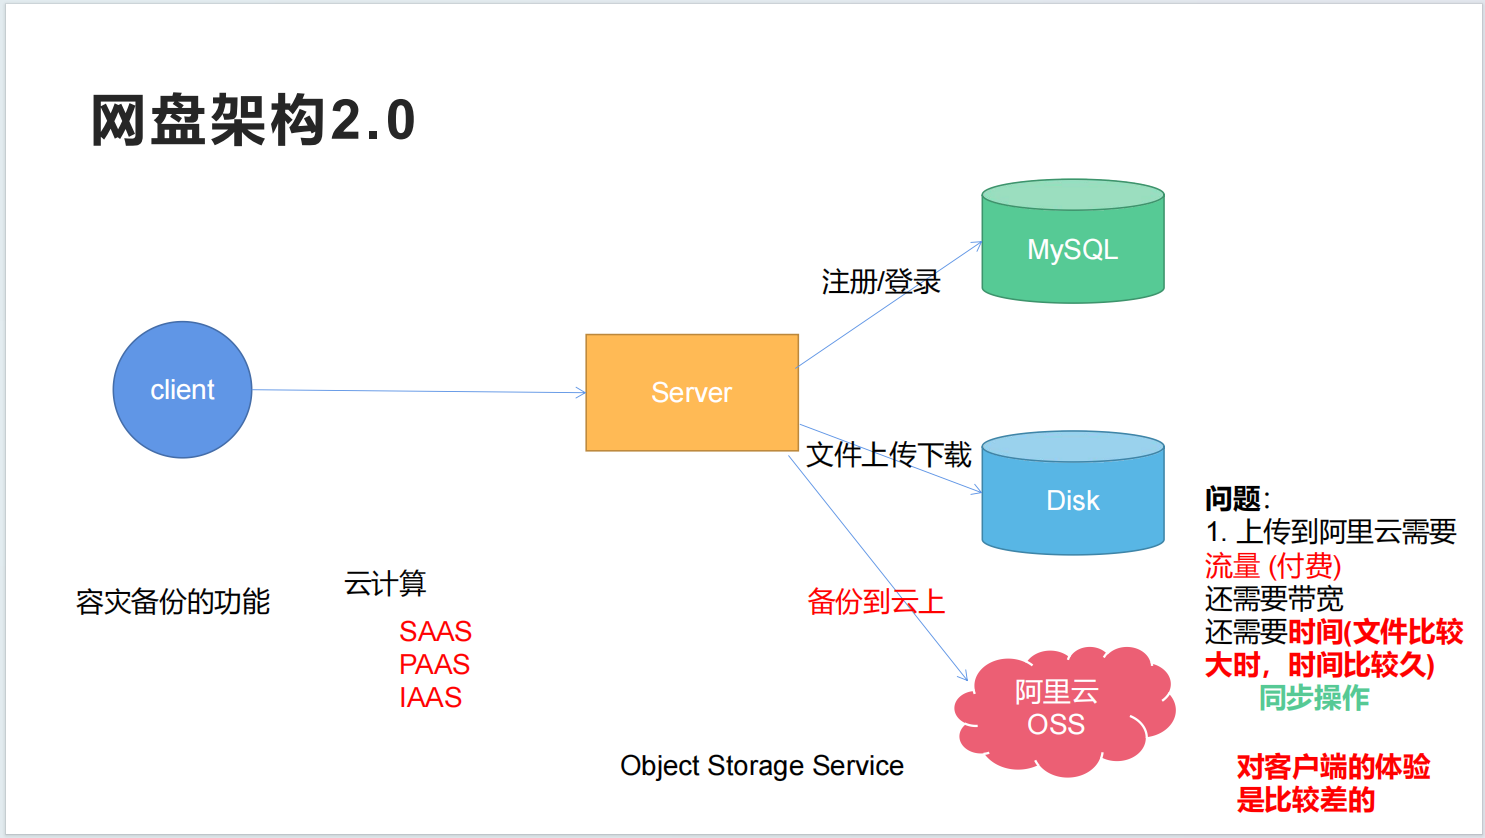 网盘架构2.0
MySQL
注册/登录
client
Server
文件上传下载
Disk
问题：
1. 上传到阿里云需要
流量 (付费)
还需要带宽
还需要时间(文件比较
大时，时间比较久)
同步操作
对客户端的体验
是比较差的
容灾备份的功能
云计算
SAAS
PAAS
IAAS
备份到云上
阿里云
OSS
Object Storage Service